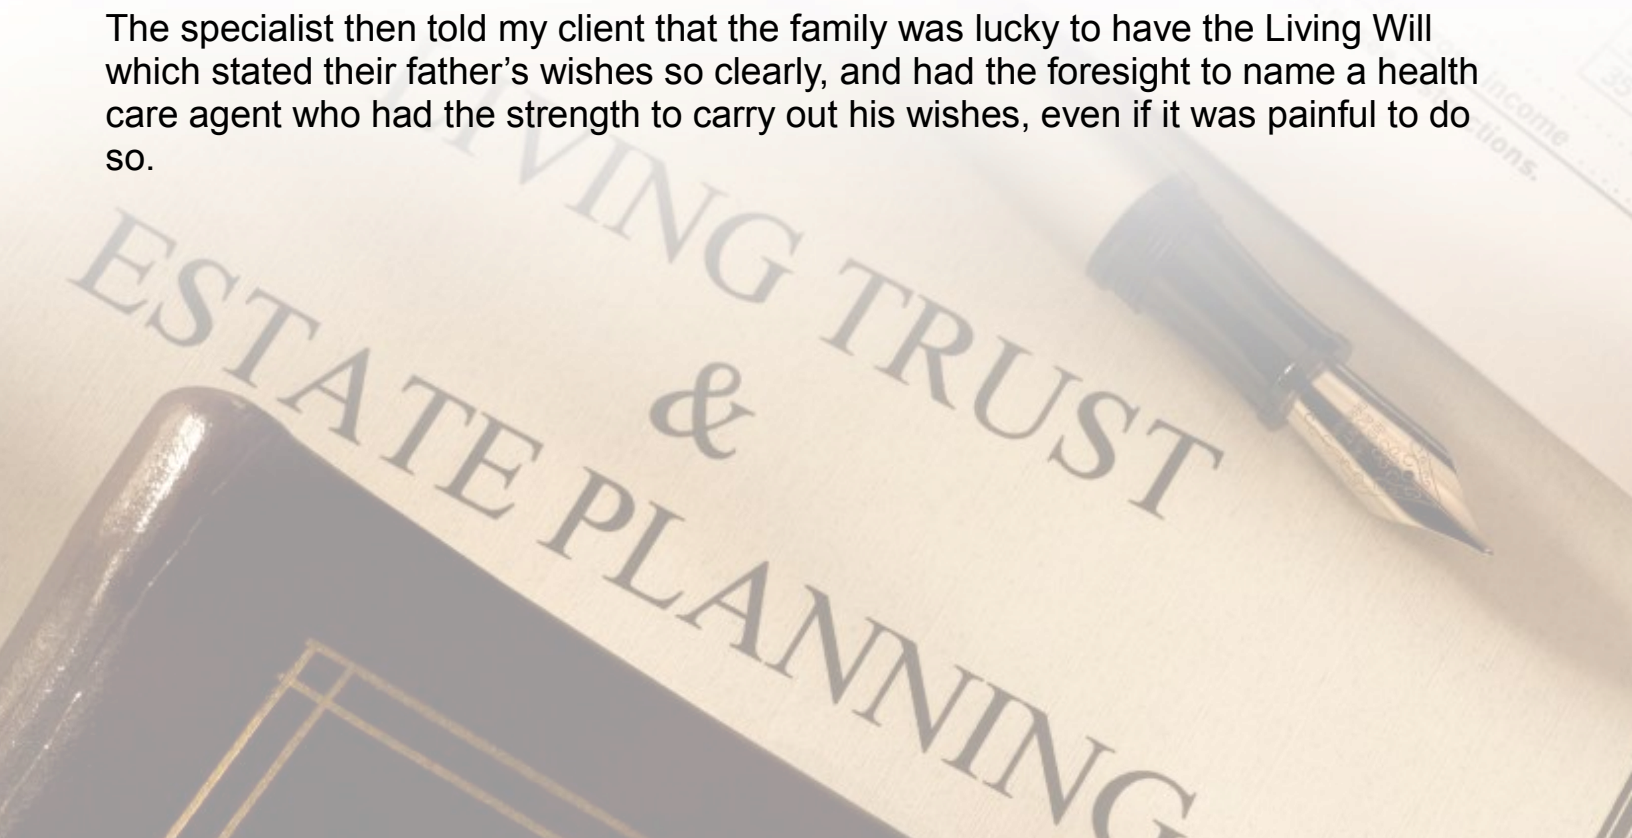 The specialist then told my client that the family was lucky to have the Living Will
which stated their father’s wishes so clearly, and had the foresight to name a health
care agent who had the strength to carry out his wishes, even if it was painful to do
so.
income
LIVING TRUST
&
ESTATE PLANNING